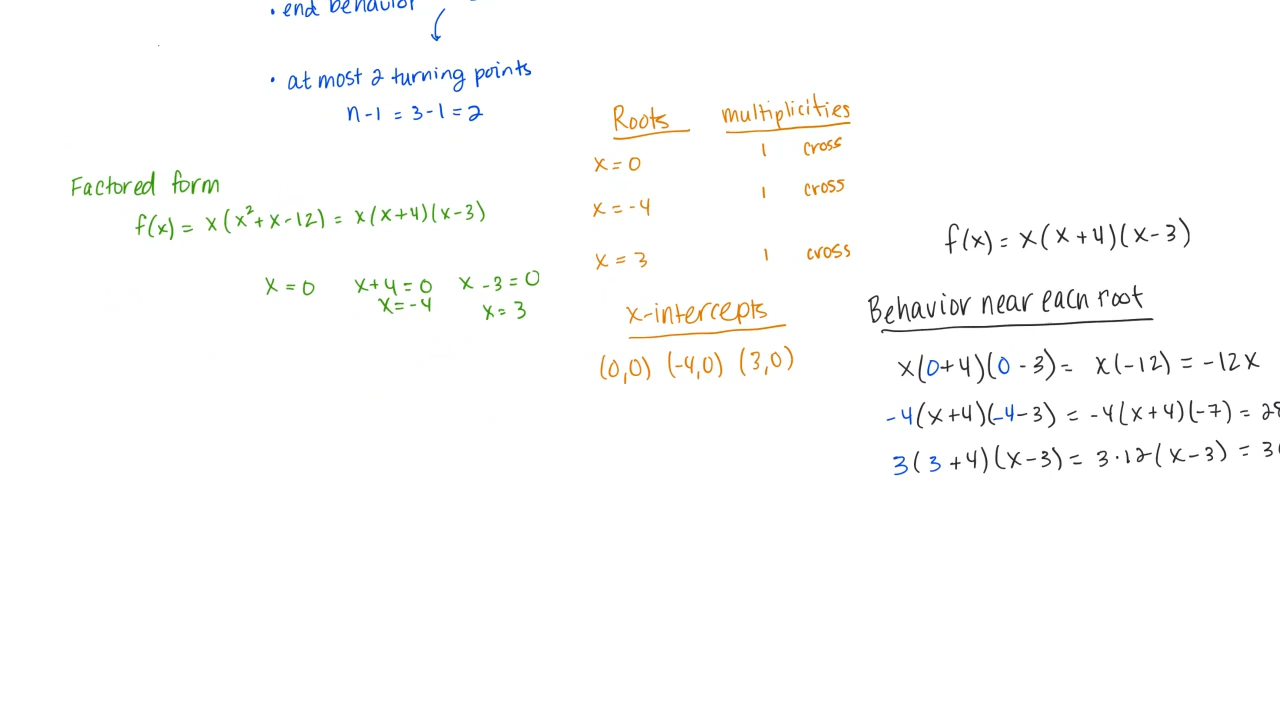 • end behavior
• at most 2 turning points
n-1 = 3-1 = 2
Factored form
f(x) = x(x²+x-12) = x(x+4)(x-3)
x = 0 x+4 = 0 x -3 = 0
x = -4 x = 3
Roots multiplicities
x = 0 1 cross
x = -4 1 cross
x = 3 1 cross
x-intercepts
(0,0) (-4,0) (3,0)
f(x) = x(x+4)(x-3)
Behavior near each root
x(0+4)(0-3) = x(-12) = -12x
-4(x+4)(-4-3) = -4(x+4)(-7) = 28
3(3+4)(x-3) = 3·12(x-3) = 3